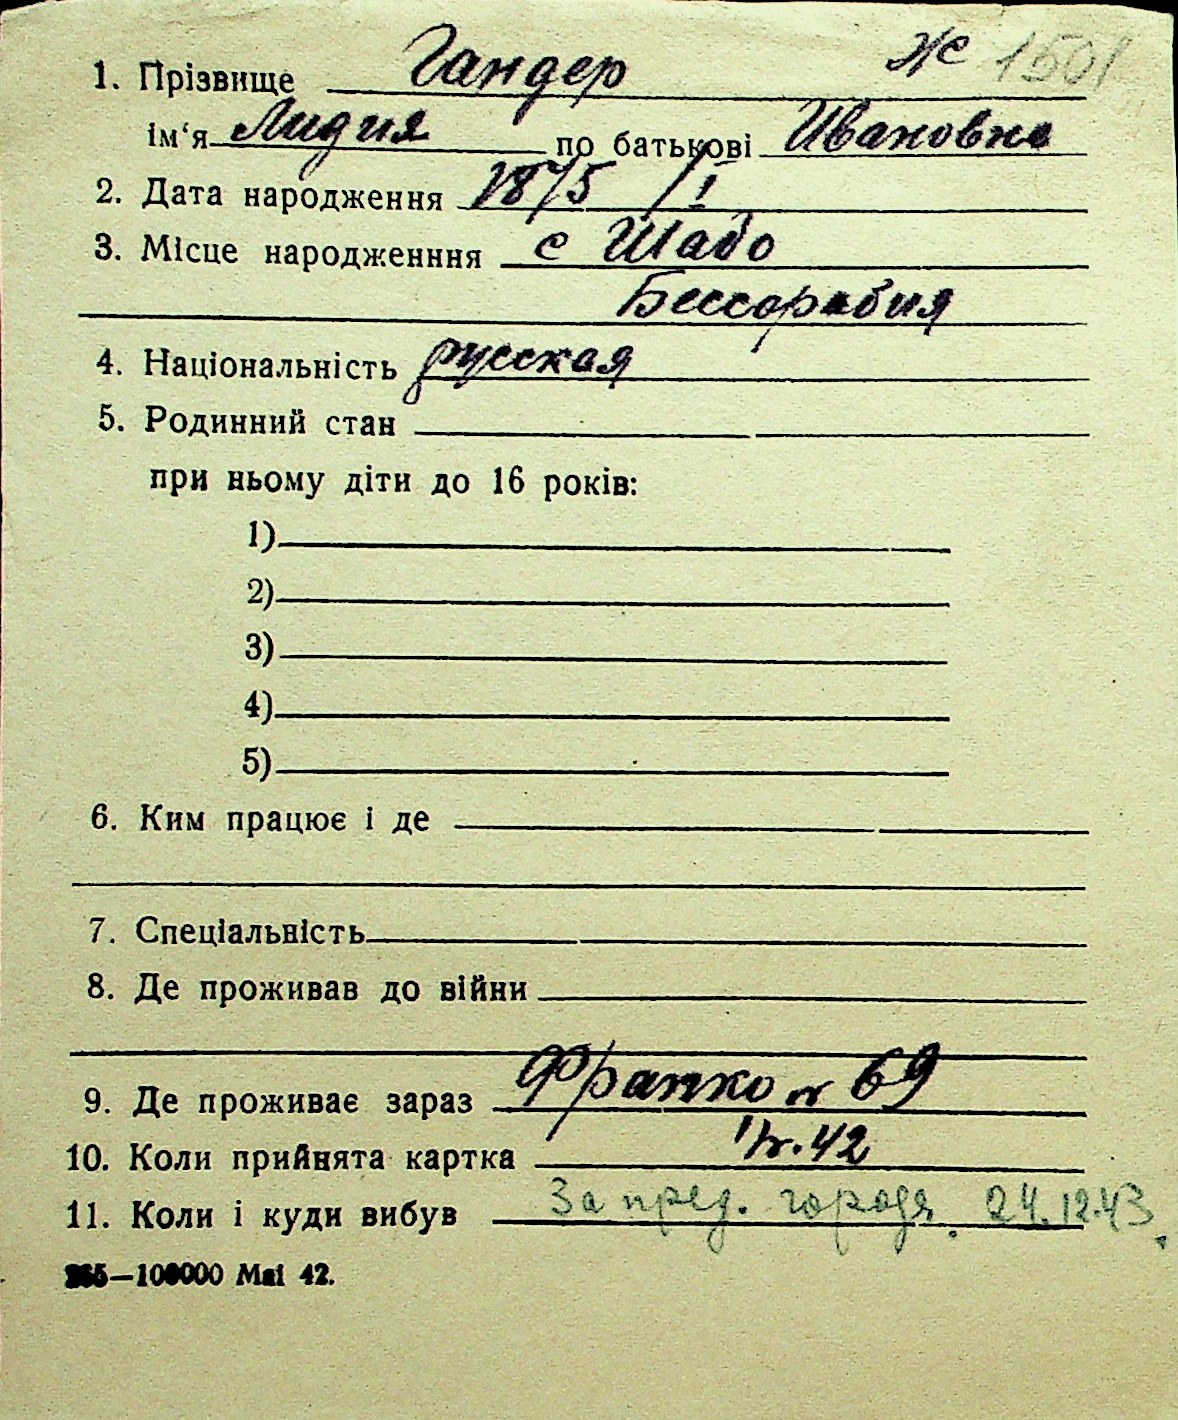 1. Прізвище Гандер Ж 1501
ім‘я Лидия по батькові Ивановна
2. Дата народження 1875 /I
3. Місце народженння с Шабо
Бессарабия
4. Національність русская
5. Родинний стан
при ньому діти до 16 років:
1)
2)
3)
4)
5)
6. Ким працює і де
7. Спеціальність
8. Де проживав до війни
9. Де проживає зараз Франко № 69
10. Коли прийнята картка 42
11. Коли і куди вибув За пред. города. 24.12.43.
265—100000 Маі 42.